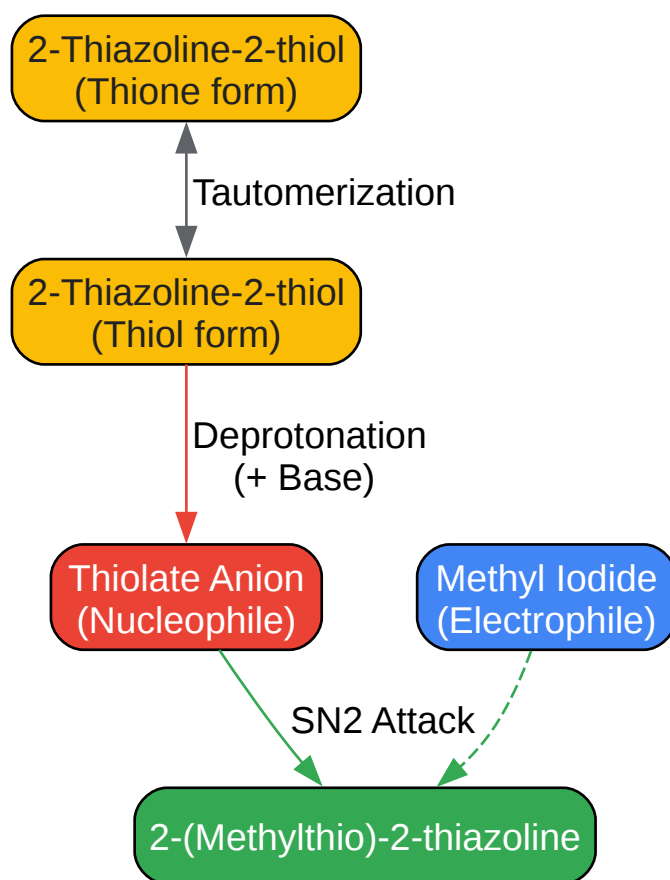 2-Thiazoline-2-thiol
(Thione form)
Tautomerization
2-Thiazoline-2-thiol
(Thiol form)
Deprotonation
(+ Base)
Thiolate Anion
(Nucleophile)
Methyl Iodide
(Electrophile)
SN2 Attack
2-(Methylthio)-2-thiazoline